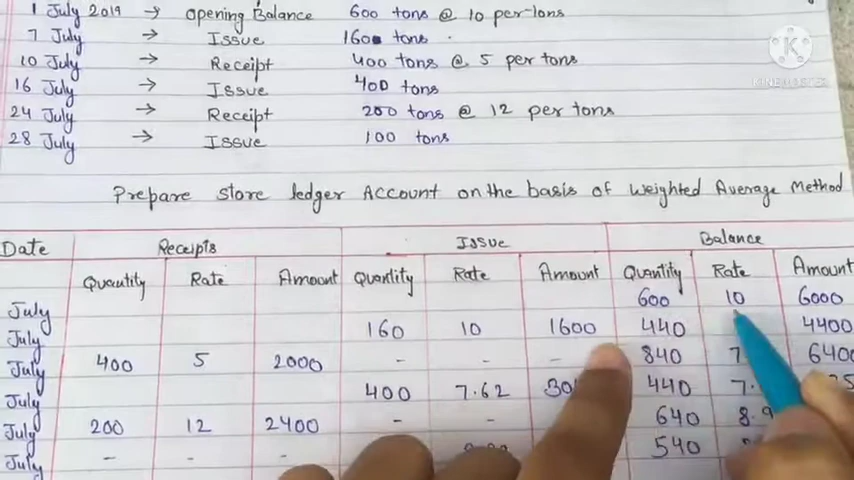 1 July 2019 → Opening Balance 600 tons @ 10 per-tons
7 July → Issue 160 tons
10 July → Receipt 400 tons @ 5 per tons
16 July → Issue 400 tons
24 July → Receipt 200 tons @ 12 per tons
28 July → Issue 100 tons
K
KINEMASTER
Prepare store ledger Account on the basis of weighted Average Method
Date Receipts Issue Balance
Quantity Rate Amount Quantity Rate Amount Quantity Rate Amount
July 600 10 6000
July 160 10 1600 440 4400
July 400 5 2000 - - - 840 6400
July 400 7.62 440
July 200 12 2400 - 640
July - - - 540